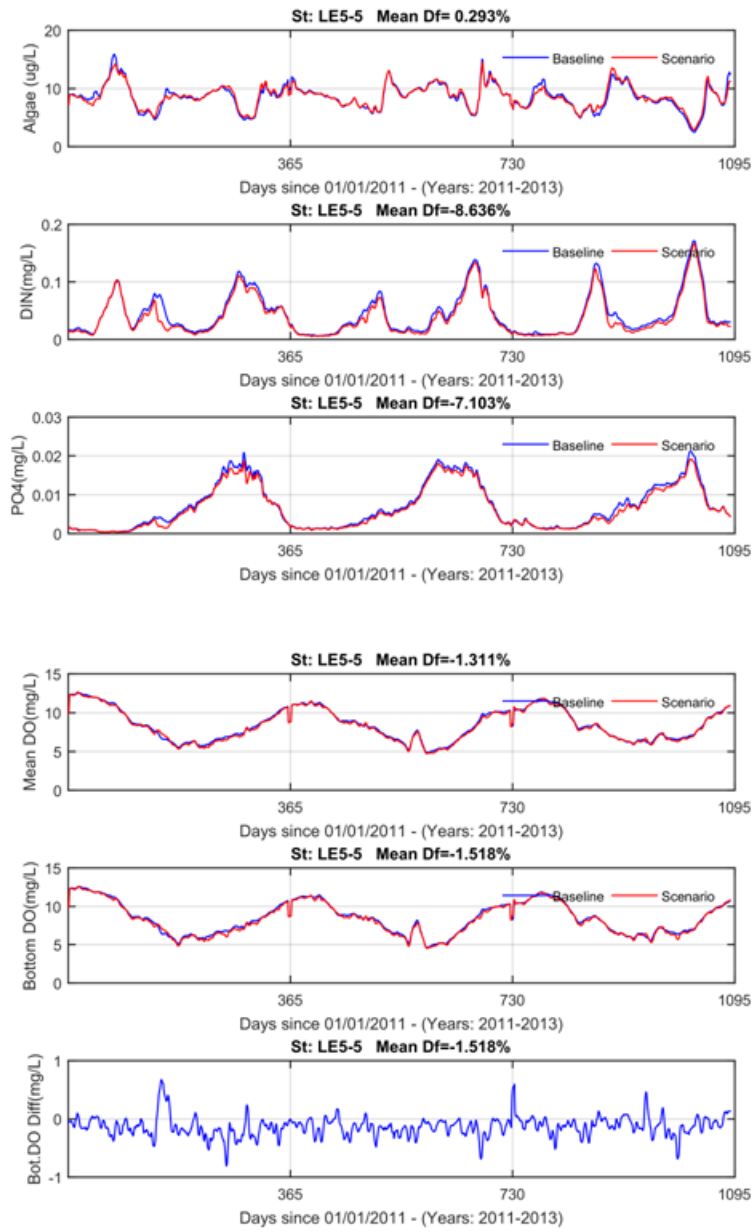 St: LE5-5 Mean Df= 0.293%
20
10
0
Algae (ug/L)
Baseline
Scenario
365
730
1095
Days since 01/01/2011 - (Years: 2011-2013)
St: LE5-5 Mean Df=-8.636%
0.2
0.1
0
DIN(mg/L)
Baseline
Scenario
365
730
1095
Days since 01/01/2011 - (Years: 2011-2013)
St: LE5-5 Mean Df=-7.103%
0.03
0.02
0.01
0
PO4(mg/L)
Baseline
Scenario
365
730
1095
Days since 01/01/2011 - (Years: 2011-2013)
St: LE5-5 Mean Df=-1.311%
15
10
5
0
Mean DO(mg/L)
Baseline
Scenario
365
730
1095
Days since 01/01/2011 - (Years: 2011-2013)
St: LE5-5 Mean Df=-1.518%
15
10
5
0
Bottom DO(mg/L)
Baseline
Scenario
365
730
1095
Days since 01/01/2011 - (Years: 2011-2013)
St: LE5-5 Mean Df=-1.518%
1
0
-1
Bot.DO Diff(mg/L)
365
730
1095
Days since 01/01/2011 - (Years: 2011-2013)